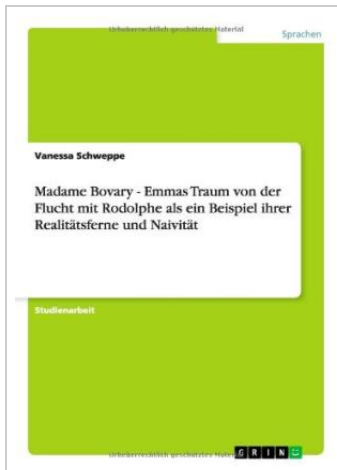 Urheberrechtlich geschütztes Material
Sprachen
Vanessa Schweppe
Madame Bovary - Emmas Traum von der
Flucht mit Rodolphe als ein Beispiel ihrer
Realitätsferne und Naivität
Studienarbeit
Urheberrechtlich geschütztes Mater
GRIN